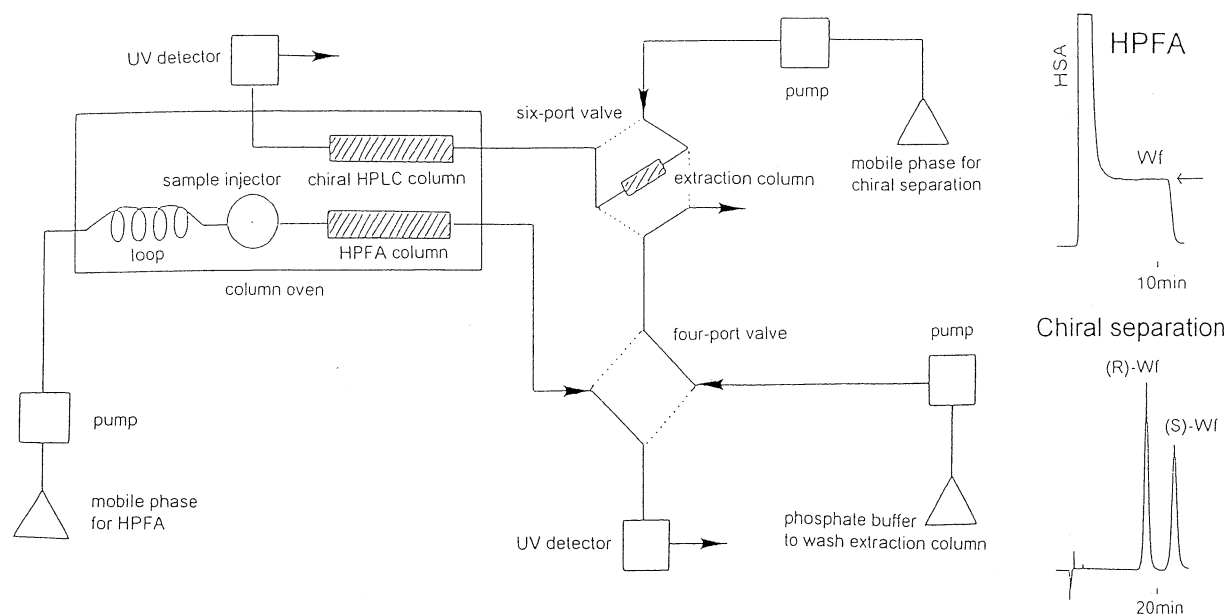 UV detector
six-port valve
pump
mobile phase for
chiral separation
extraction column
sample injector
chiral HPLC column
loop
HPFA column
column oven
four-port valve
pump
pump
mobile phase
for HPFA
UV detector
phosphate buffer
to wash extraction column
HPFA
HSA
Wf
10min
Chiral separation
(R)-Wf
(S)-Wf
20min